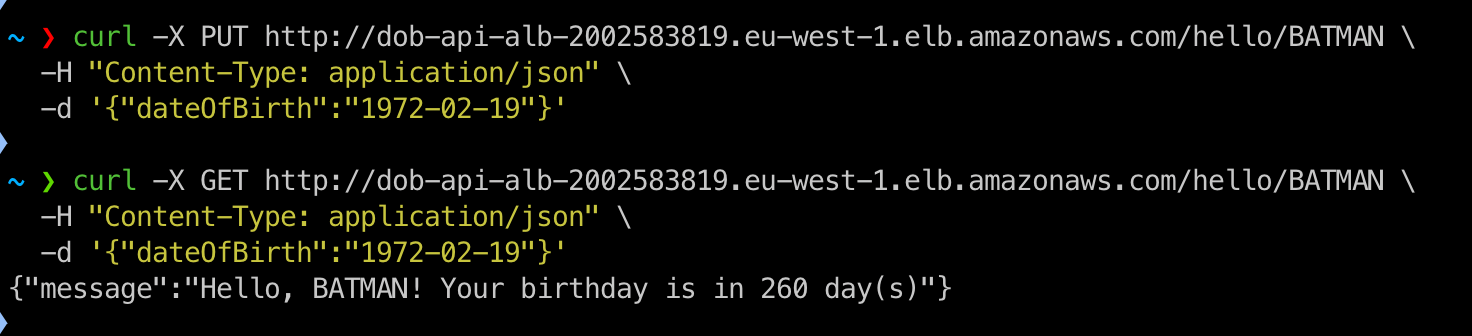 ~ ❯ curl -X PUT http://dob-api-alb-2002583819.eu-west-1.elb.amazonaws.com/hello/BATMAN \
-H "Content-Type: application/json" \
-d '{"dateOfBirth":"1972-02-19"}'
~ ❯ curl -X GET http://dob-api-alb-2002583819.eu-west-1.elb.amazonaws.com/hello/BATMAN \
-H "Content-Type: application/json" \
-d '{"dateOfBirth":"1972-02-19"}'
{"message":"Hello, BATMAN! Your birthday is in 260 day(s)"}